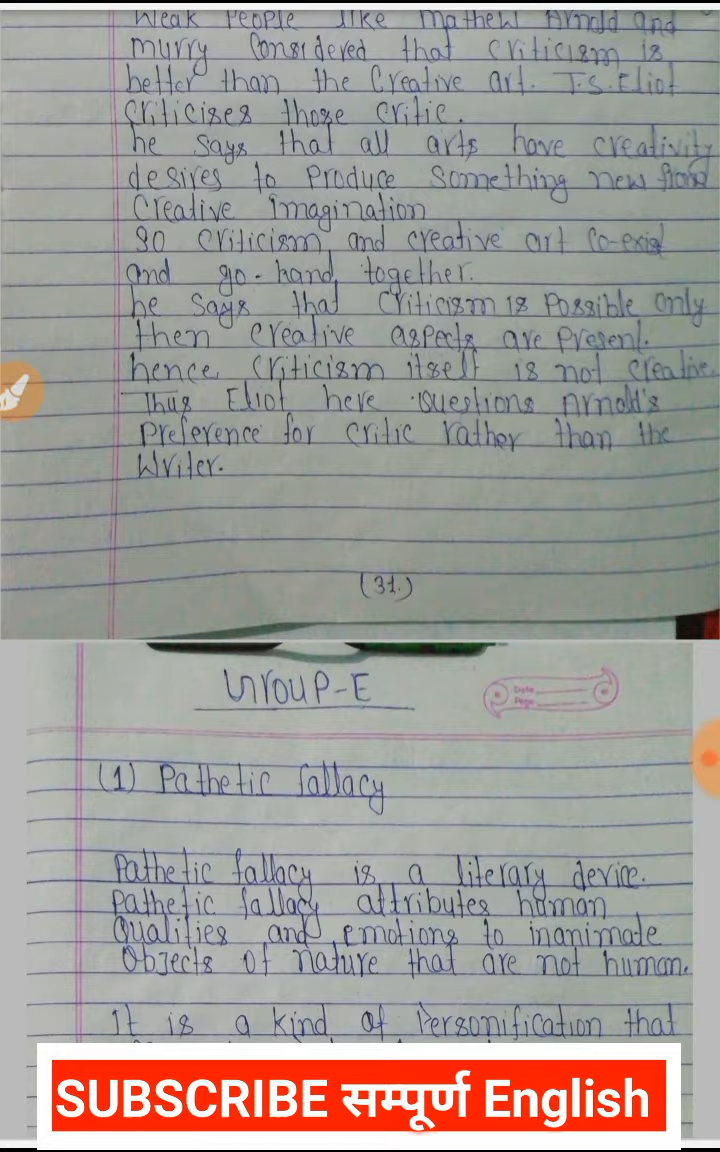 Weak People like Mathew Arnold and
murry Considered that criticism is
better than the Creative art. T.S. Eliot
criticizes those critic.
he says that all arts have creativity
desires to Produce Something new from
Creative Imagination
So Criticism and creative art Co-exist
and go-hand together.
he says that Criticism is Possible only
then creative aspects are Present.
hence, Criticism itself is not Creative.
Thus Eliot here questions Arnold's
Preference for critic rather than the
Writer.
(31.)
GrouP-E
Date
Page
(1) Pathetic fallacy
Pathetic fallacy is a literary device.
Pathetic fallacy attributes human
Qualities and emotions to inanimate
Objects of nature that are not human.
It is a kind of Personification that
SUBSCRIBE सम्पूर्ण English